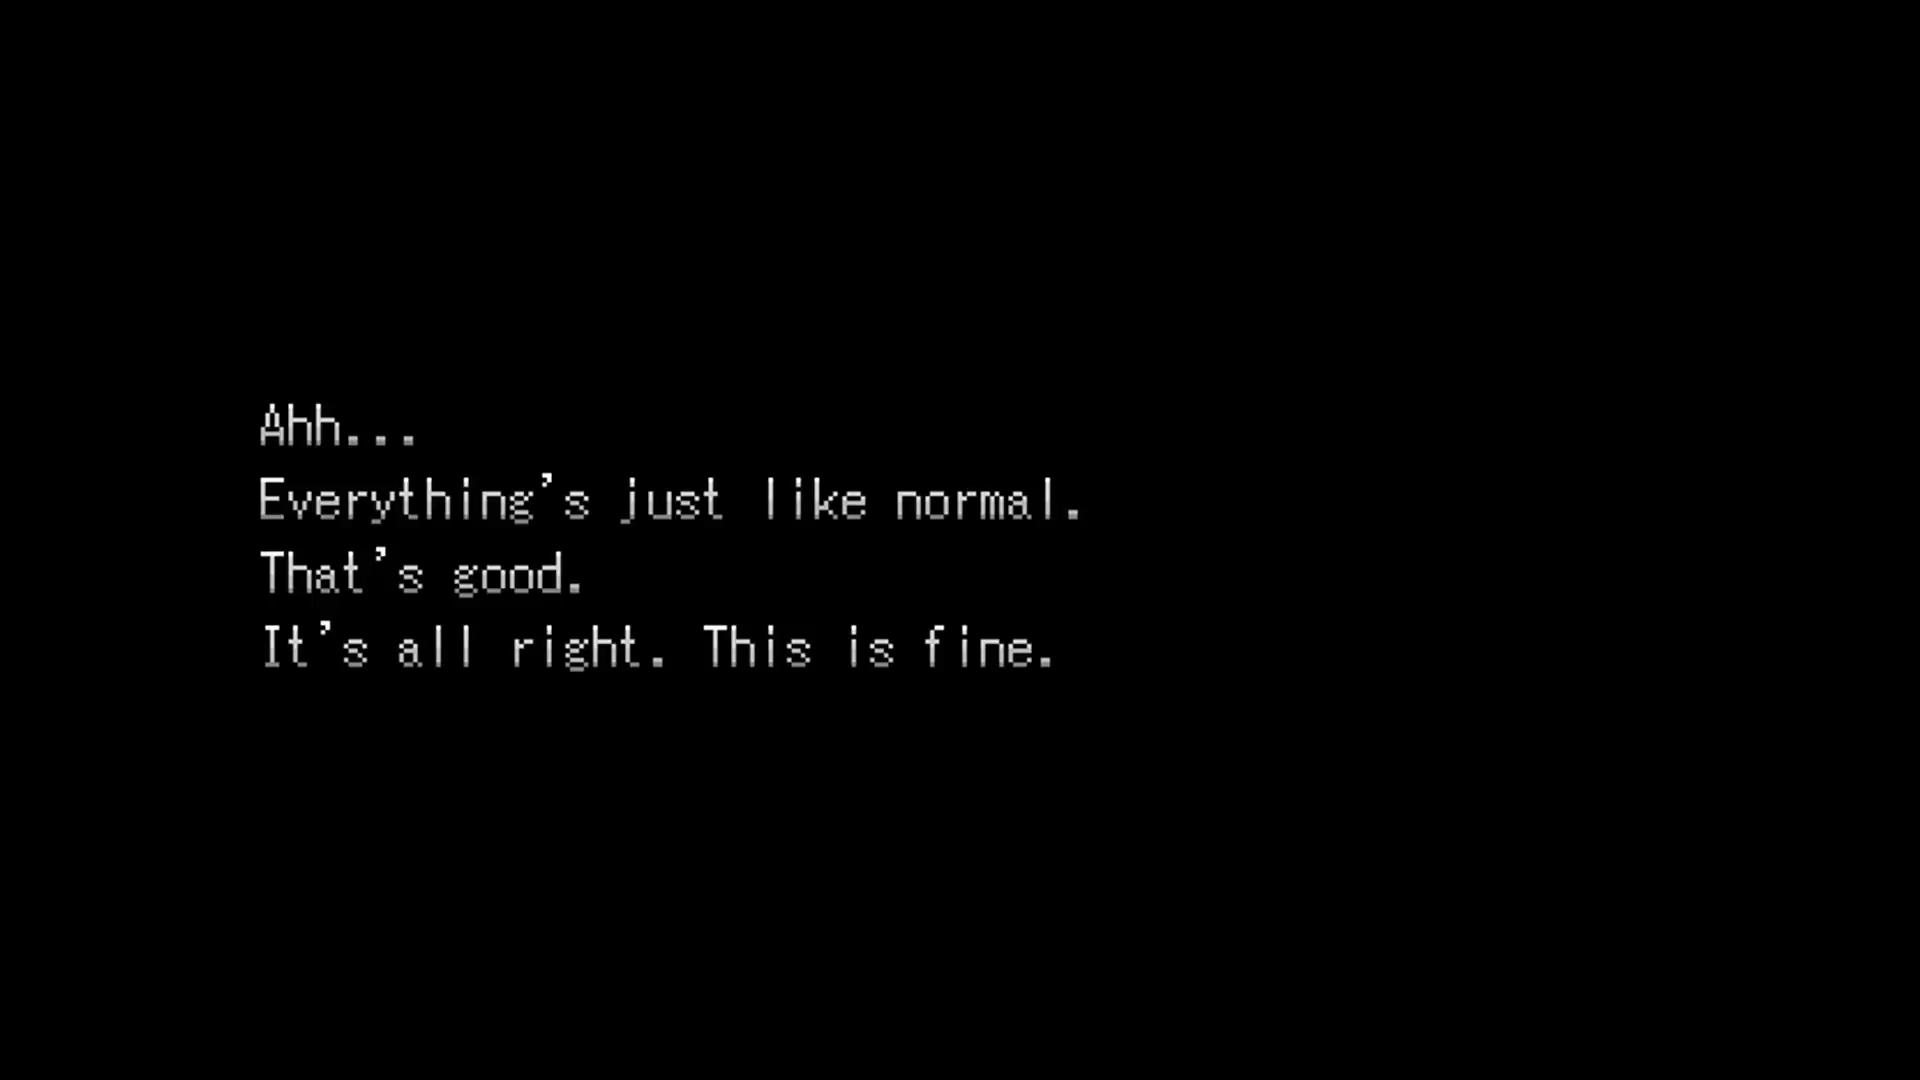 Ahh...
Everything's just like normal.
That's good.
It's all right. This is fine.